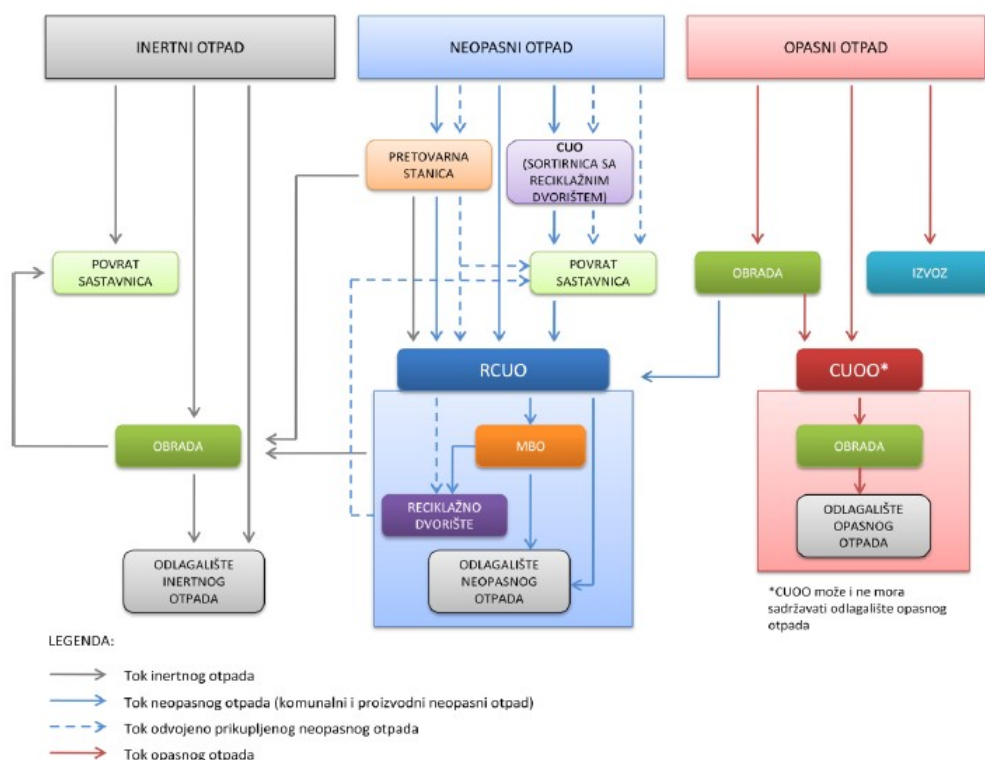 INERTNI OTPAD
NEOPASNI OTPAD
OPASNI OTPAD
PRETOVARNA
STANICA
CUO
(SORTIRNICA SA
RECIKLAŽNIM
DVORIŠTEM)
POVRAT
SASTAVNICA
POVRAT
SASTAVNICA
OBRADA
IZVOZ
RCUO
CUOO*
OBRADA
MBO
OBRADA
RECIKLAŽNO
DVORIŠTE
ODLAGALIŠTE
OPASNOG
OTPADA
ODLAGALIŠTE
INERTNOG
OTPADA
ODLAGALIŠTE
NEOPASNOG
OTPADA
*CUOO može i ne mora
sadržavati odlagalište opasnog
otpada
LEGENDA:
Tok inertnog otpada
Tok neopasnog otpada (komunalni i proizvodni neopasni otpad)
Tok odvojeno prikupljenog neopasnog otpada
Tok opasnog otpada